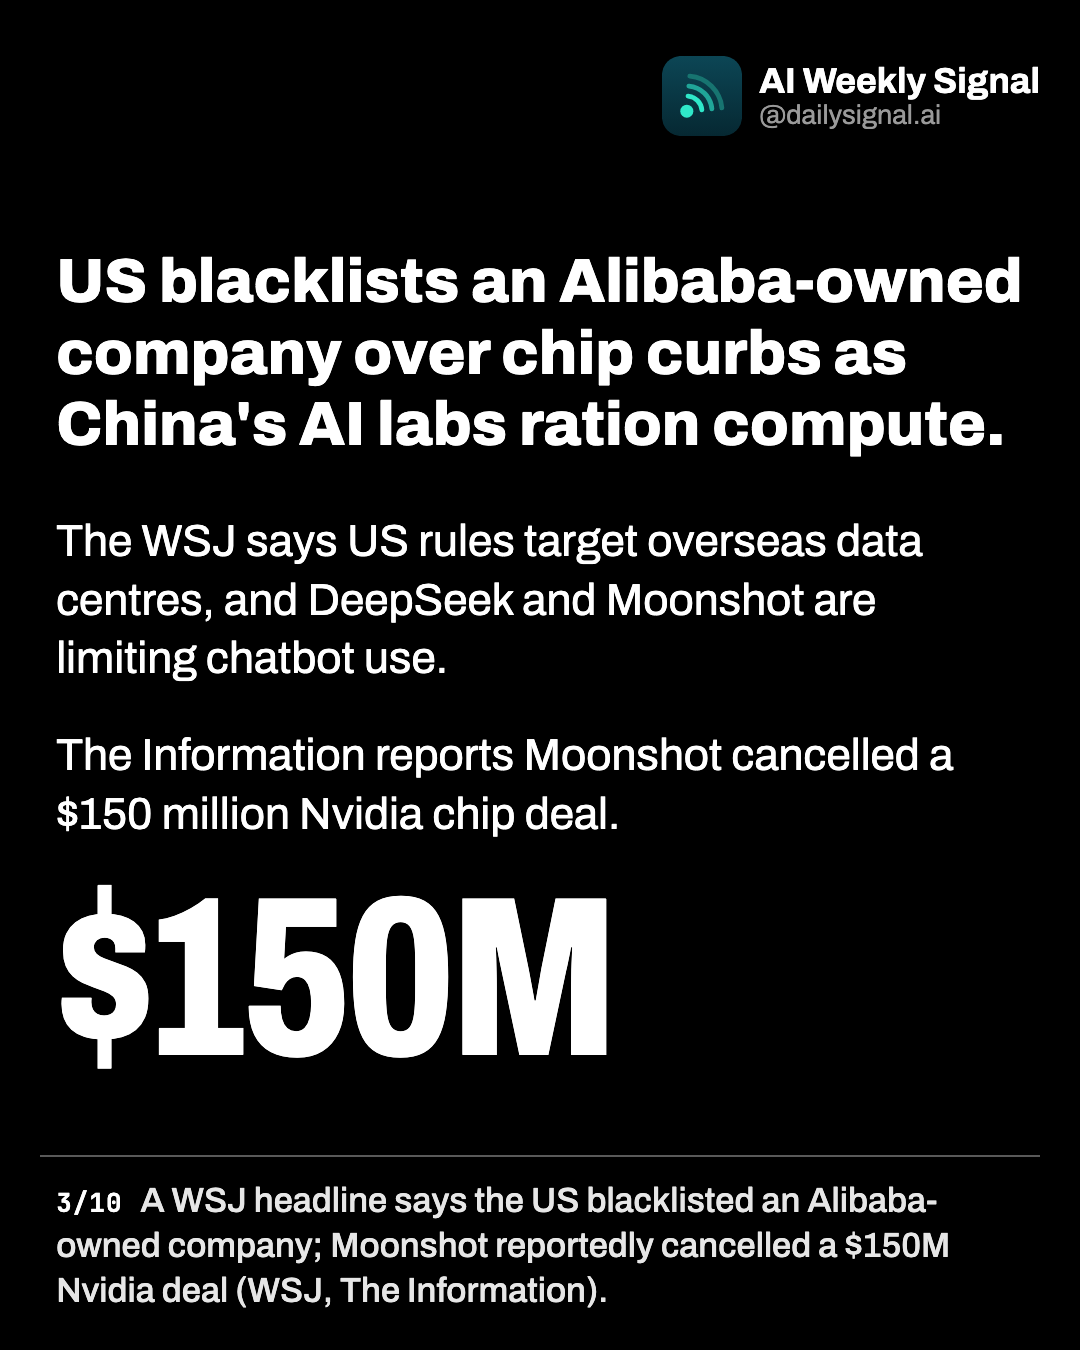 AI Weekly Signal
@dailysignal.ai
US blacklists an Alibaba-owned
company over chip curbs as
China's AI labs ration compute.
The WSJ says US rules target overseas data
centres, and DeepSeek and Moonshot are
limiting chatbot use.
The Information reports Moonshot cancelled a
$150 million Nvidia chip deal.
$150M
3/10 A WSJ headline says the US blacklisted an Alibaba-
owned company; Moonshot reportedly cancelled a $150M
Nvidia deal (WSJ, The Information).